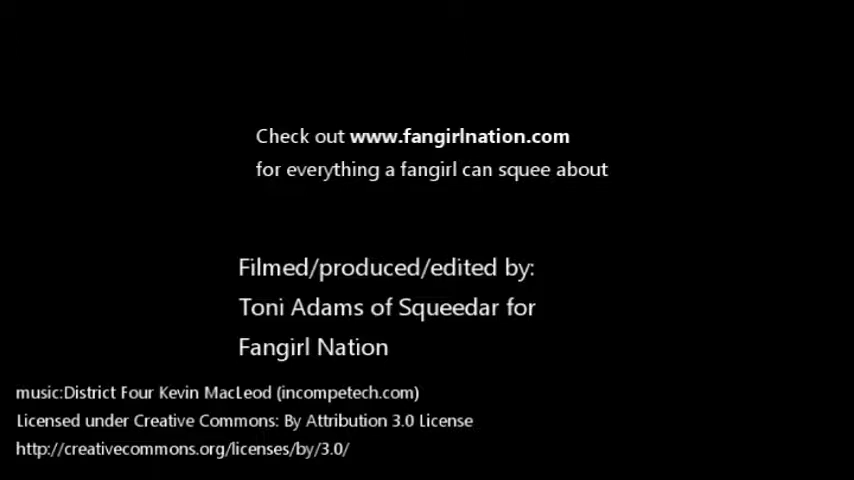 Check out www.fangirlnation.com
for everything a fangirl can squee about
Filmed/produced/edited by:
Toni Adams of Squeedar for
Fangirl Nation
music:District Four Kevin MacLeod (incompetech.com)
Licensed under Creative Commons: By Attribution 3.0 License
http://creativecommons.org/licenses/by/3.0/